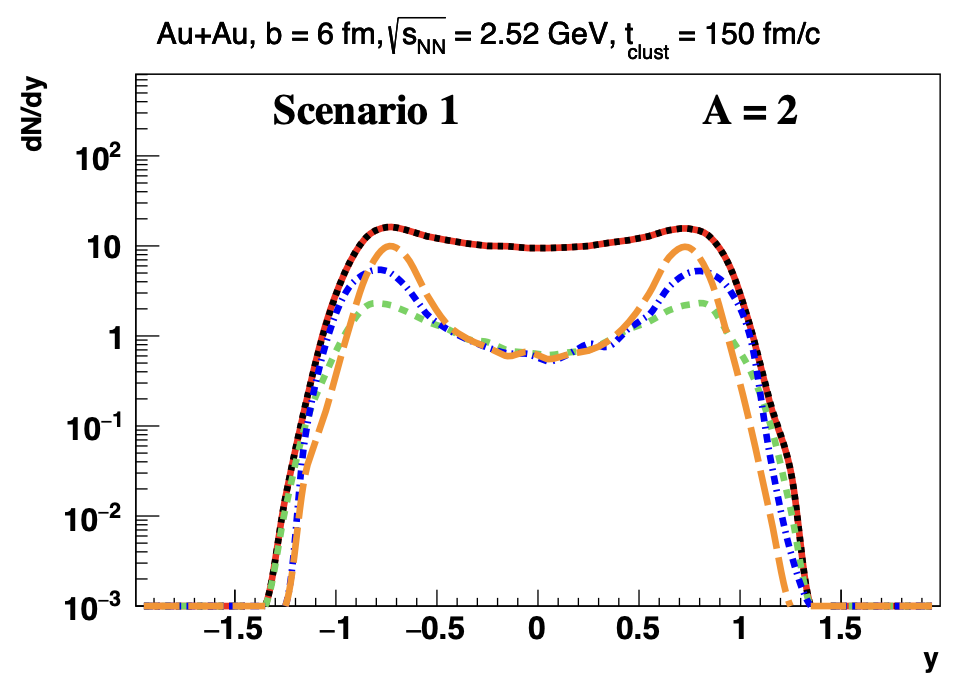 Au+Au, b = 6 fm, √s_NN = 2.52 GeV, t_clust = 150 fm/c
dN/dy
Scenario 1 A = 2
10²
10
1
10⁻¹
10⁻²
10⁻³
−1.5 −1 −0.5 0 0.5 1 1.5
y